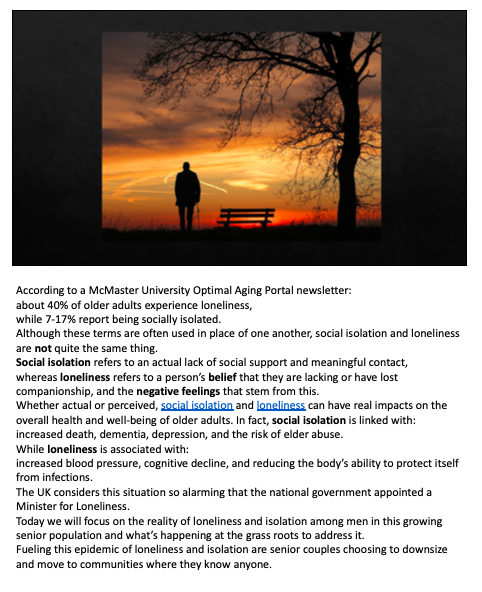 According to a McMaster University Optimal Aging Portal newsletter:
about 40% of older adults experience loneliness,
while 7-17% report being socially isolated.
Although these terms are often used in place of one another, social isolation and loneliness
are not quite the same thing.
Social isolation refers to an actual lack of social support and meaningful contact,
whereas loneliness refers to a person's belief that they are lacking or have lost
companionship, and the negative feelings that stem from this.
Whether actual or perceived, social isolation and loneliness can have real impacts on the
overall health and well-being of older adults. In fact, social isolation is linked with:
increased death, dementia, depression, and the risk of elder abuse.
While loneliness is associated with:
increased blood pressure, cognitive decline, and reducing the body's ability to protect itself
from infections.
The UK considers this situation so alarming that the national government appointed a
Minister for Loneliness.
Today we will focus on the reality of loneliness and isolation among men in this growing
senior population and what's happening at the grass roots to address it.
Fueling this epidemic of loneliness and isolation are senior couples choosing to downsize
and move to communities where they know anyone.